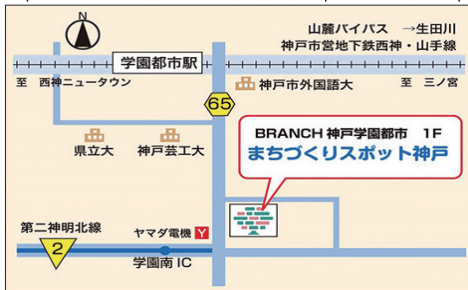 N
山麓バイパス →生田川
神戸市営地下鉄西神・山手線
学園都市駅
至 西神ニュータウン
神戸市外国語大
至 三ノ宮
65
県立大
神戸芸工大
BRANCH 神戸学園都市 1F
まちづくりスポット神戸
第二神明北線
2
ヤマダ電機 Y
学園南IC